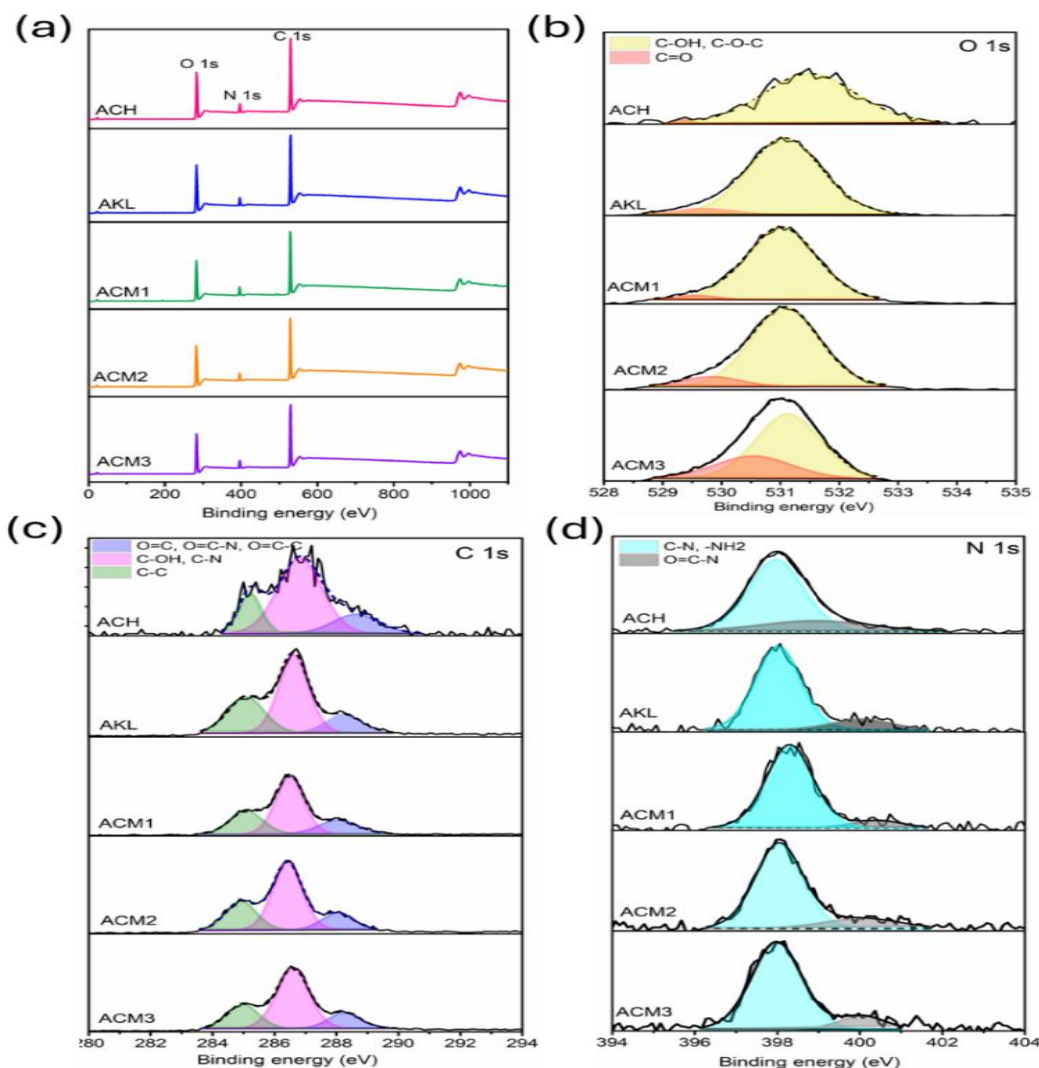 (a)
C 1s
O 1s
N 1s
ACH
AKL
ACM1
ACM2
ACM3
0 200 400 600 800 1000
Binding energy (eV)
(b)
C-OH, C-O-C
C=O
O 1s
ACH
AKL
ACM1
ACM2
ACM3
528 529 530 531 532 533 534 535
Binding energy (eV)
(c)
O=C, O=C-N, O=C-C
C-OH, C-N
C-C
C 1s
ACH
AKL
ACM1
ACM2
ACM3
280 282 284 286 288 290 292 294
Binding energy (eV)
(d)
C-N, -NH2
O=C-N
N 1s
ACH
AKL
ACM1
ACM2
ACM3
394 396 398 400 402 404
Binding energy (eV)